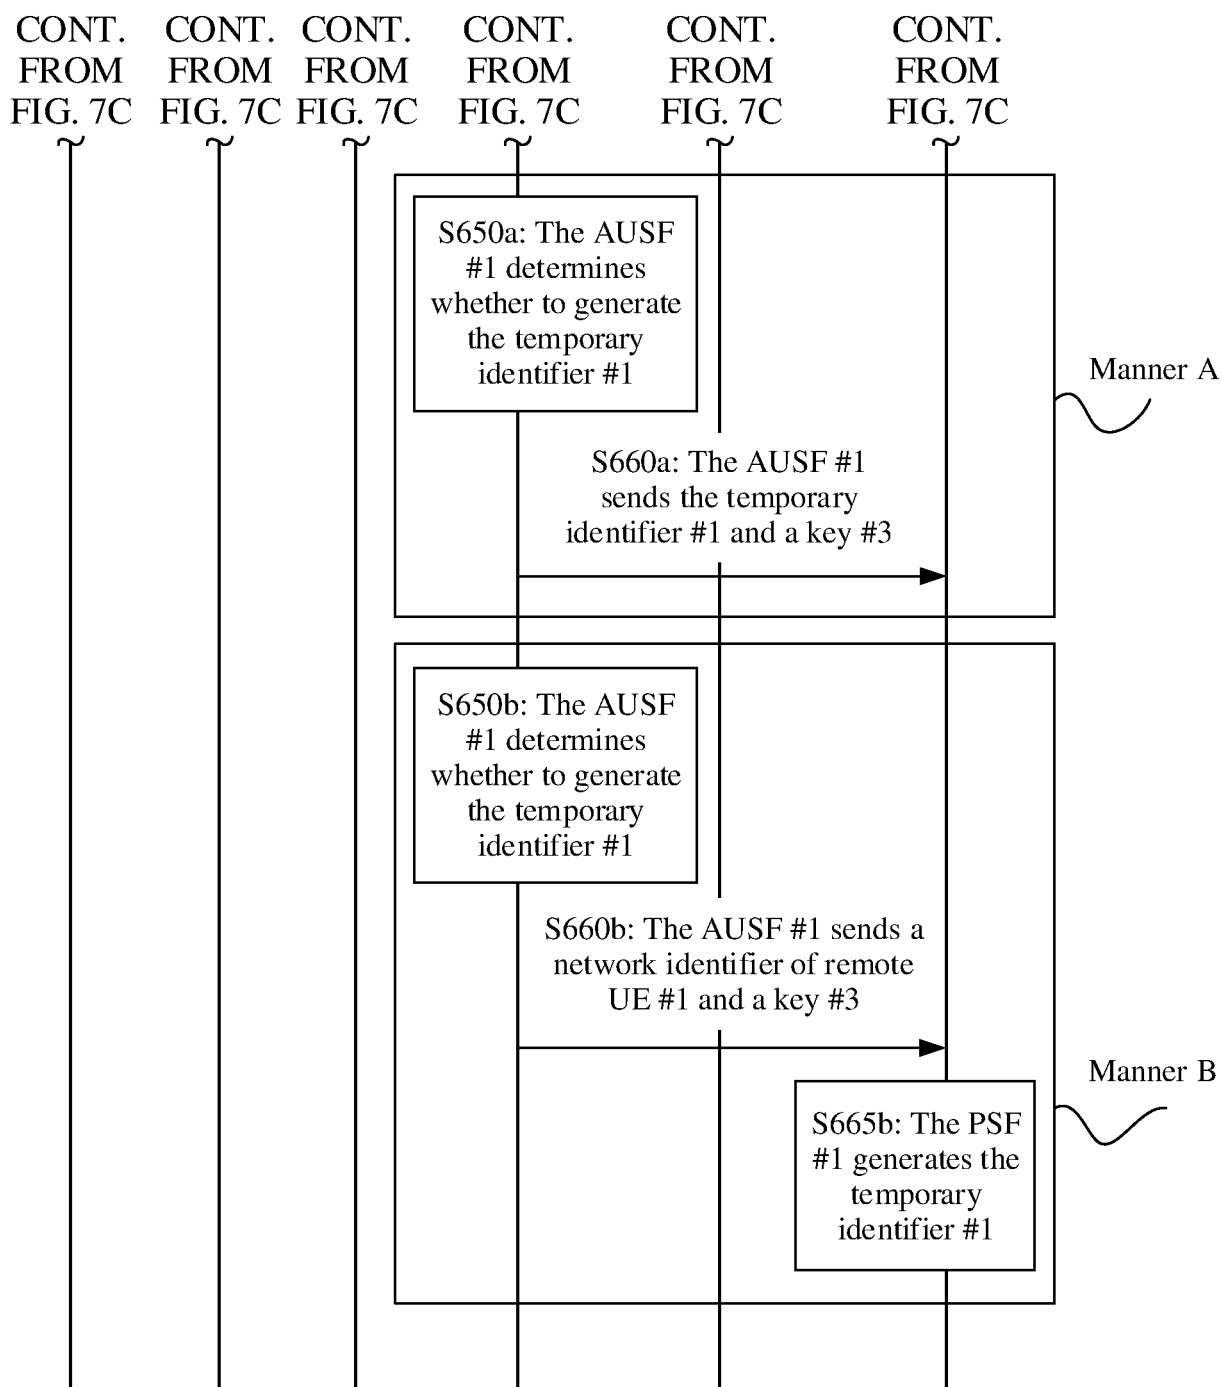 CONT.
FROM
FIG. 7C
CONT.
FROM
FIG. 7C
CONT.
FROM
FIG. 7C
CONT.
FROM
FIG. 7C
CONT.
FROM
FIG. 7C
CONT.
FROM
FIG. 7C
S650a: The AUSF
#1 determines
whether to generate
the temporary
identifier #1
Manner A
S660a: The AUSF #1
sends the temporary
identifier #1 and a key #3
S650b: The AUSF
#1 determines
whether to generate
the temporary
identifier #1
S660b: The AUSF #1 sends a
network identifier of remote
UE #1 and a key #3
Manner B
S665b: The PSF
#1 generates the
temporary
identifier #1